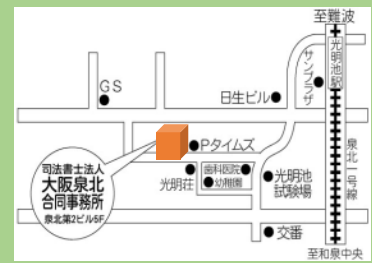 至難波
光明池駅
サンプラザ
GS
日生ビル
Pタイムズ
泉北一号線
司法書士法人
大阪泉北
合同事務所
泉北第2ビル5F
歯科医院
幼稚園
光明荘
光明池
試験場
交番
至和泉中央